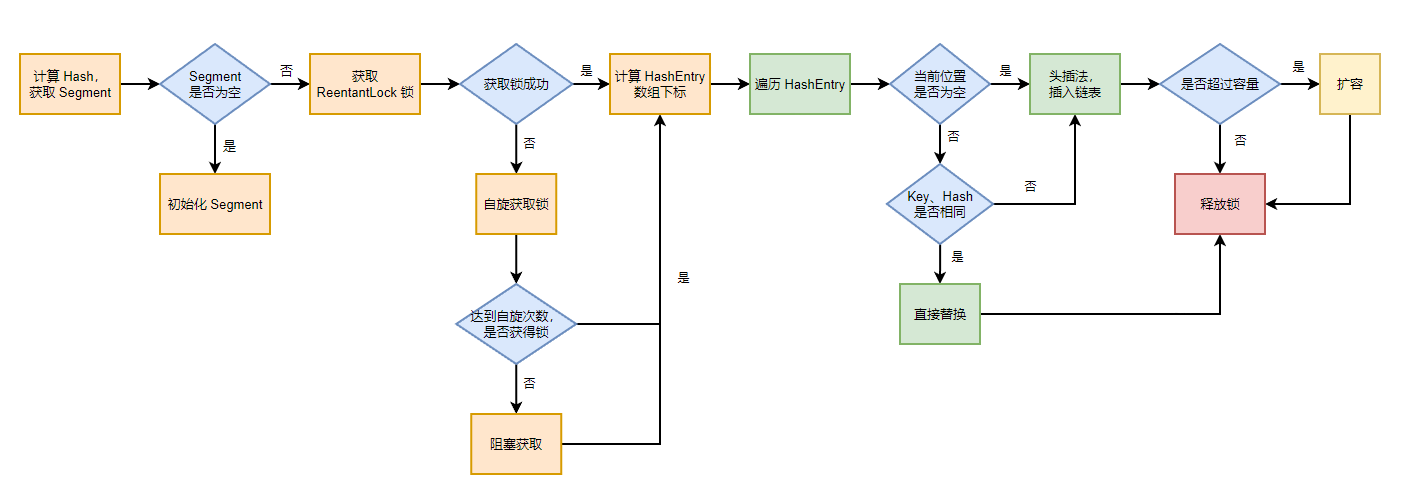 计算 Hash,
获取 Segment
Segment
是否为空
否
是
初始化 Segment
获取
ReentantLock 锁
获取锁成功
是
否
自旋获取锁
达到自旋次数,
是否获得锁
是
否
阻塞获取
计算 HashEntry
数组下标
遍历 HashEntry
当前位置
是否为空
是
否
Key、Hash
是否相同
否
是
直接替换
头插法,
插入链表
是否超过容量
是
否
扩容
释放锁